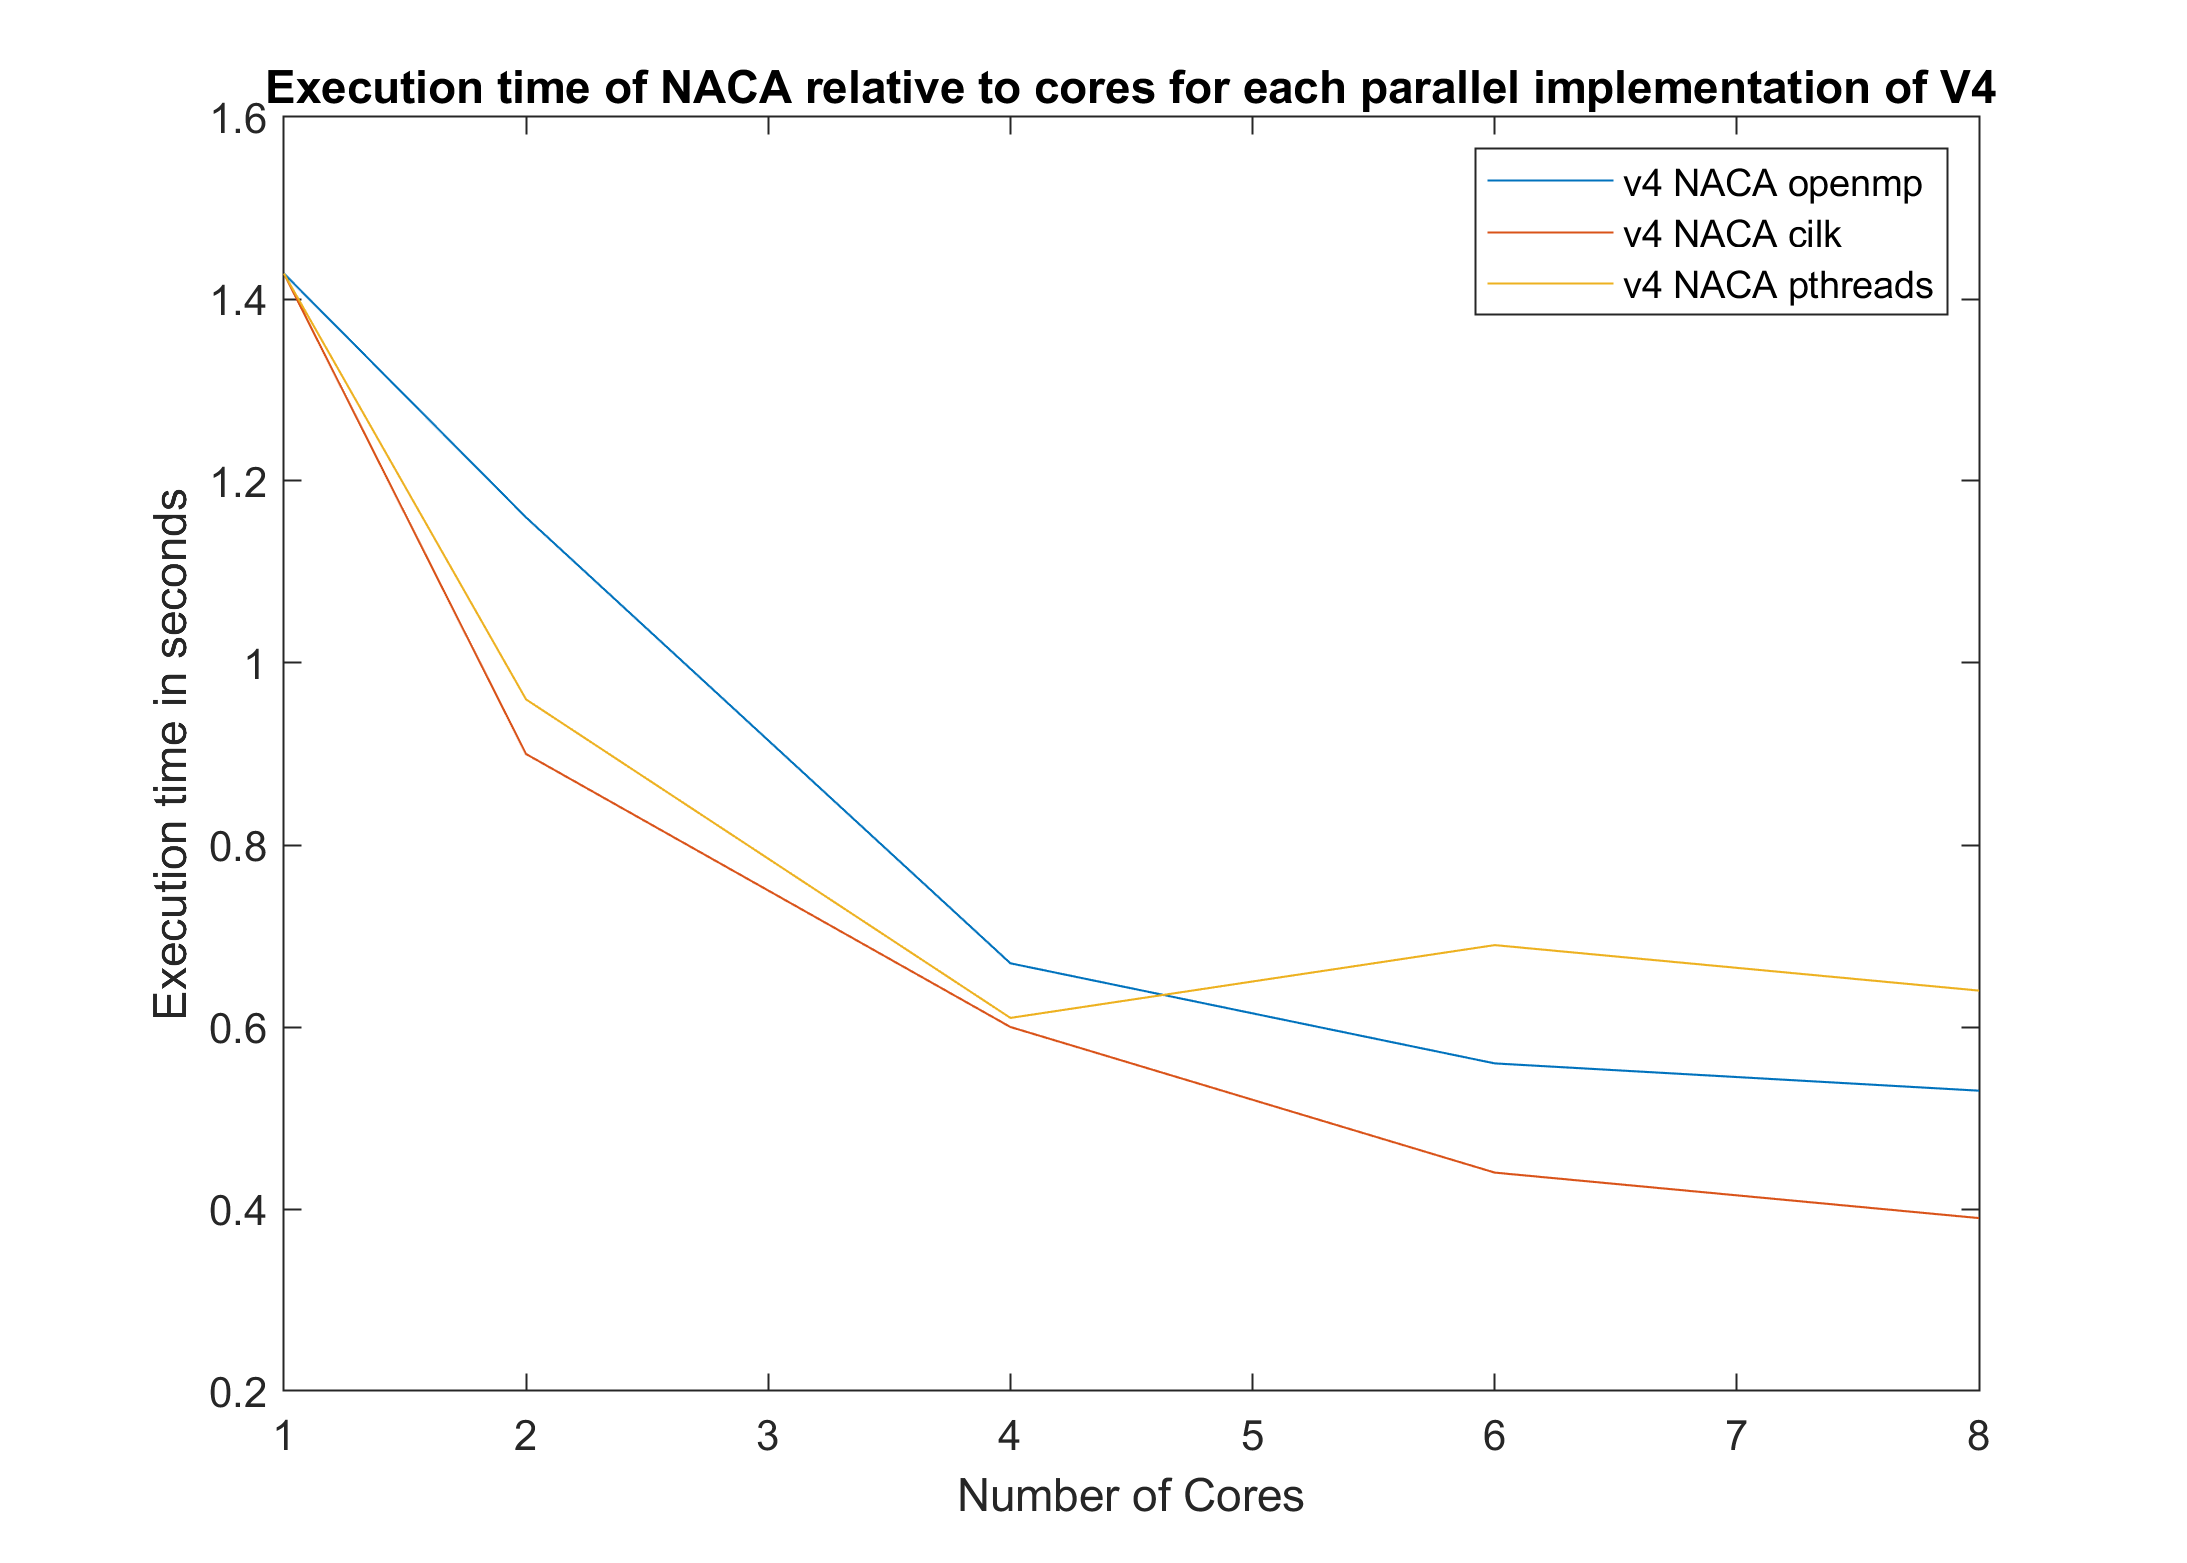 Execution time of NACA relative to cores for each parallel implementation of V4
1.6
1.4
1.2
1
0.8
0.6
0.4
0.2
Execution time in seconds
v4 NACA openmp
v4 NACA cilk
v4 NACA pthreads
1 2 3 4 5 6 7 8
Number of Cores